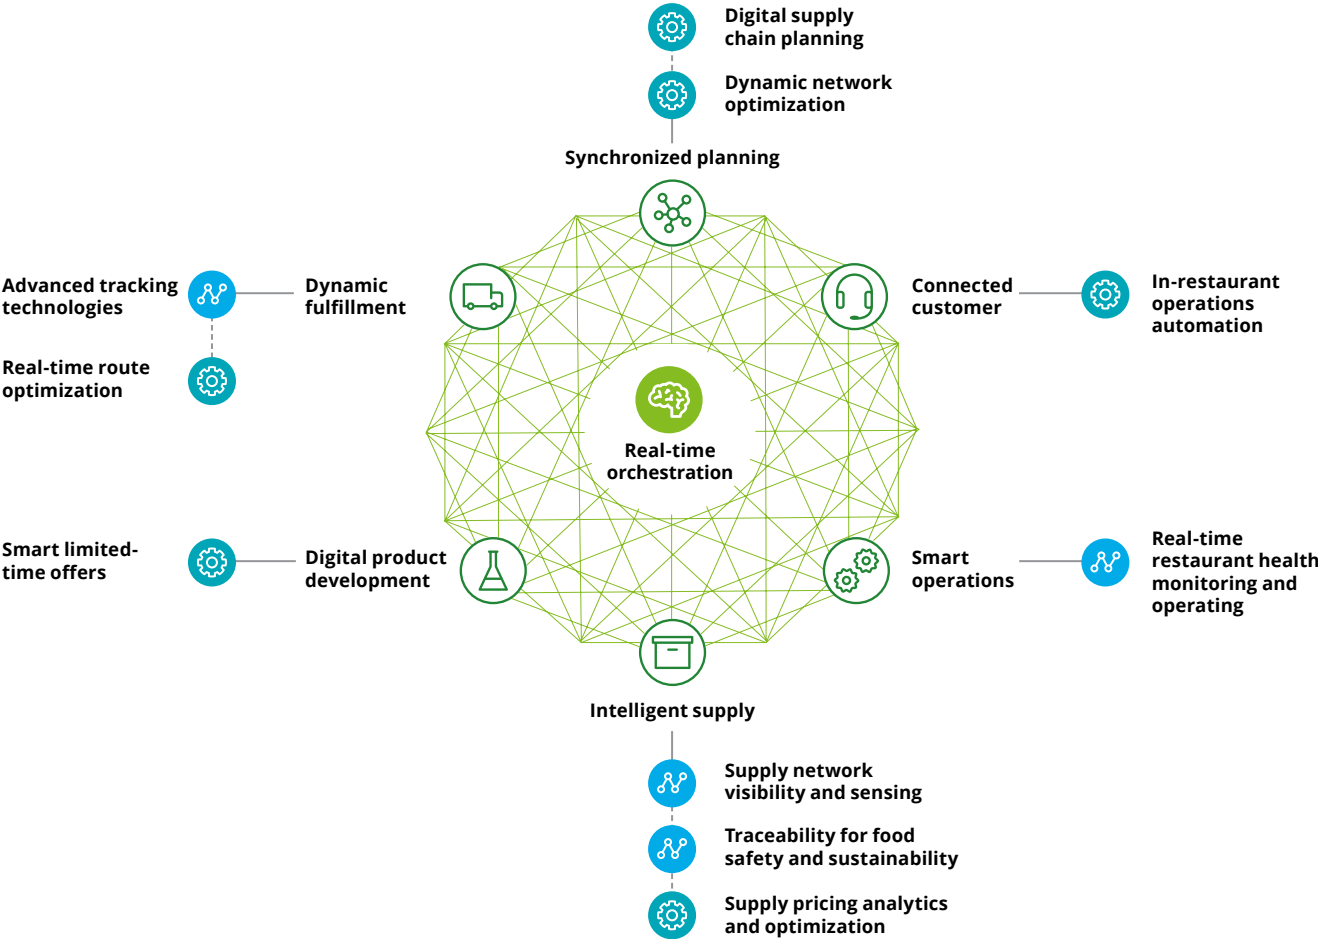 Digital supply
chain planning
Dynamic network
optimization
Synchronized planning
Advanced tracking
technologies
Dynamic
fulfillment
Connected
customer
In-restaurant
operations
automation
Real-time route
optimization
Real-time
orchestration
Smart limited-
time offers
Digital product
development
Smart
operations
Real-time
restaurant health
monitoring and
operating
Intelligent supply
Supply network
visibility and sensing
Traceability for food
safety and sustainability
Supply pricing analytics
and optimization